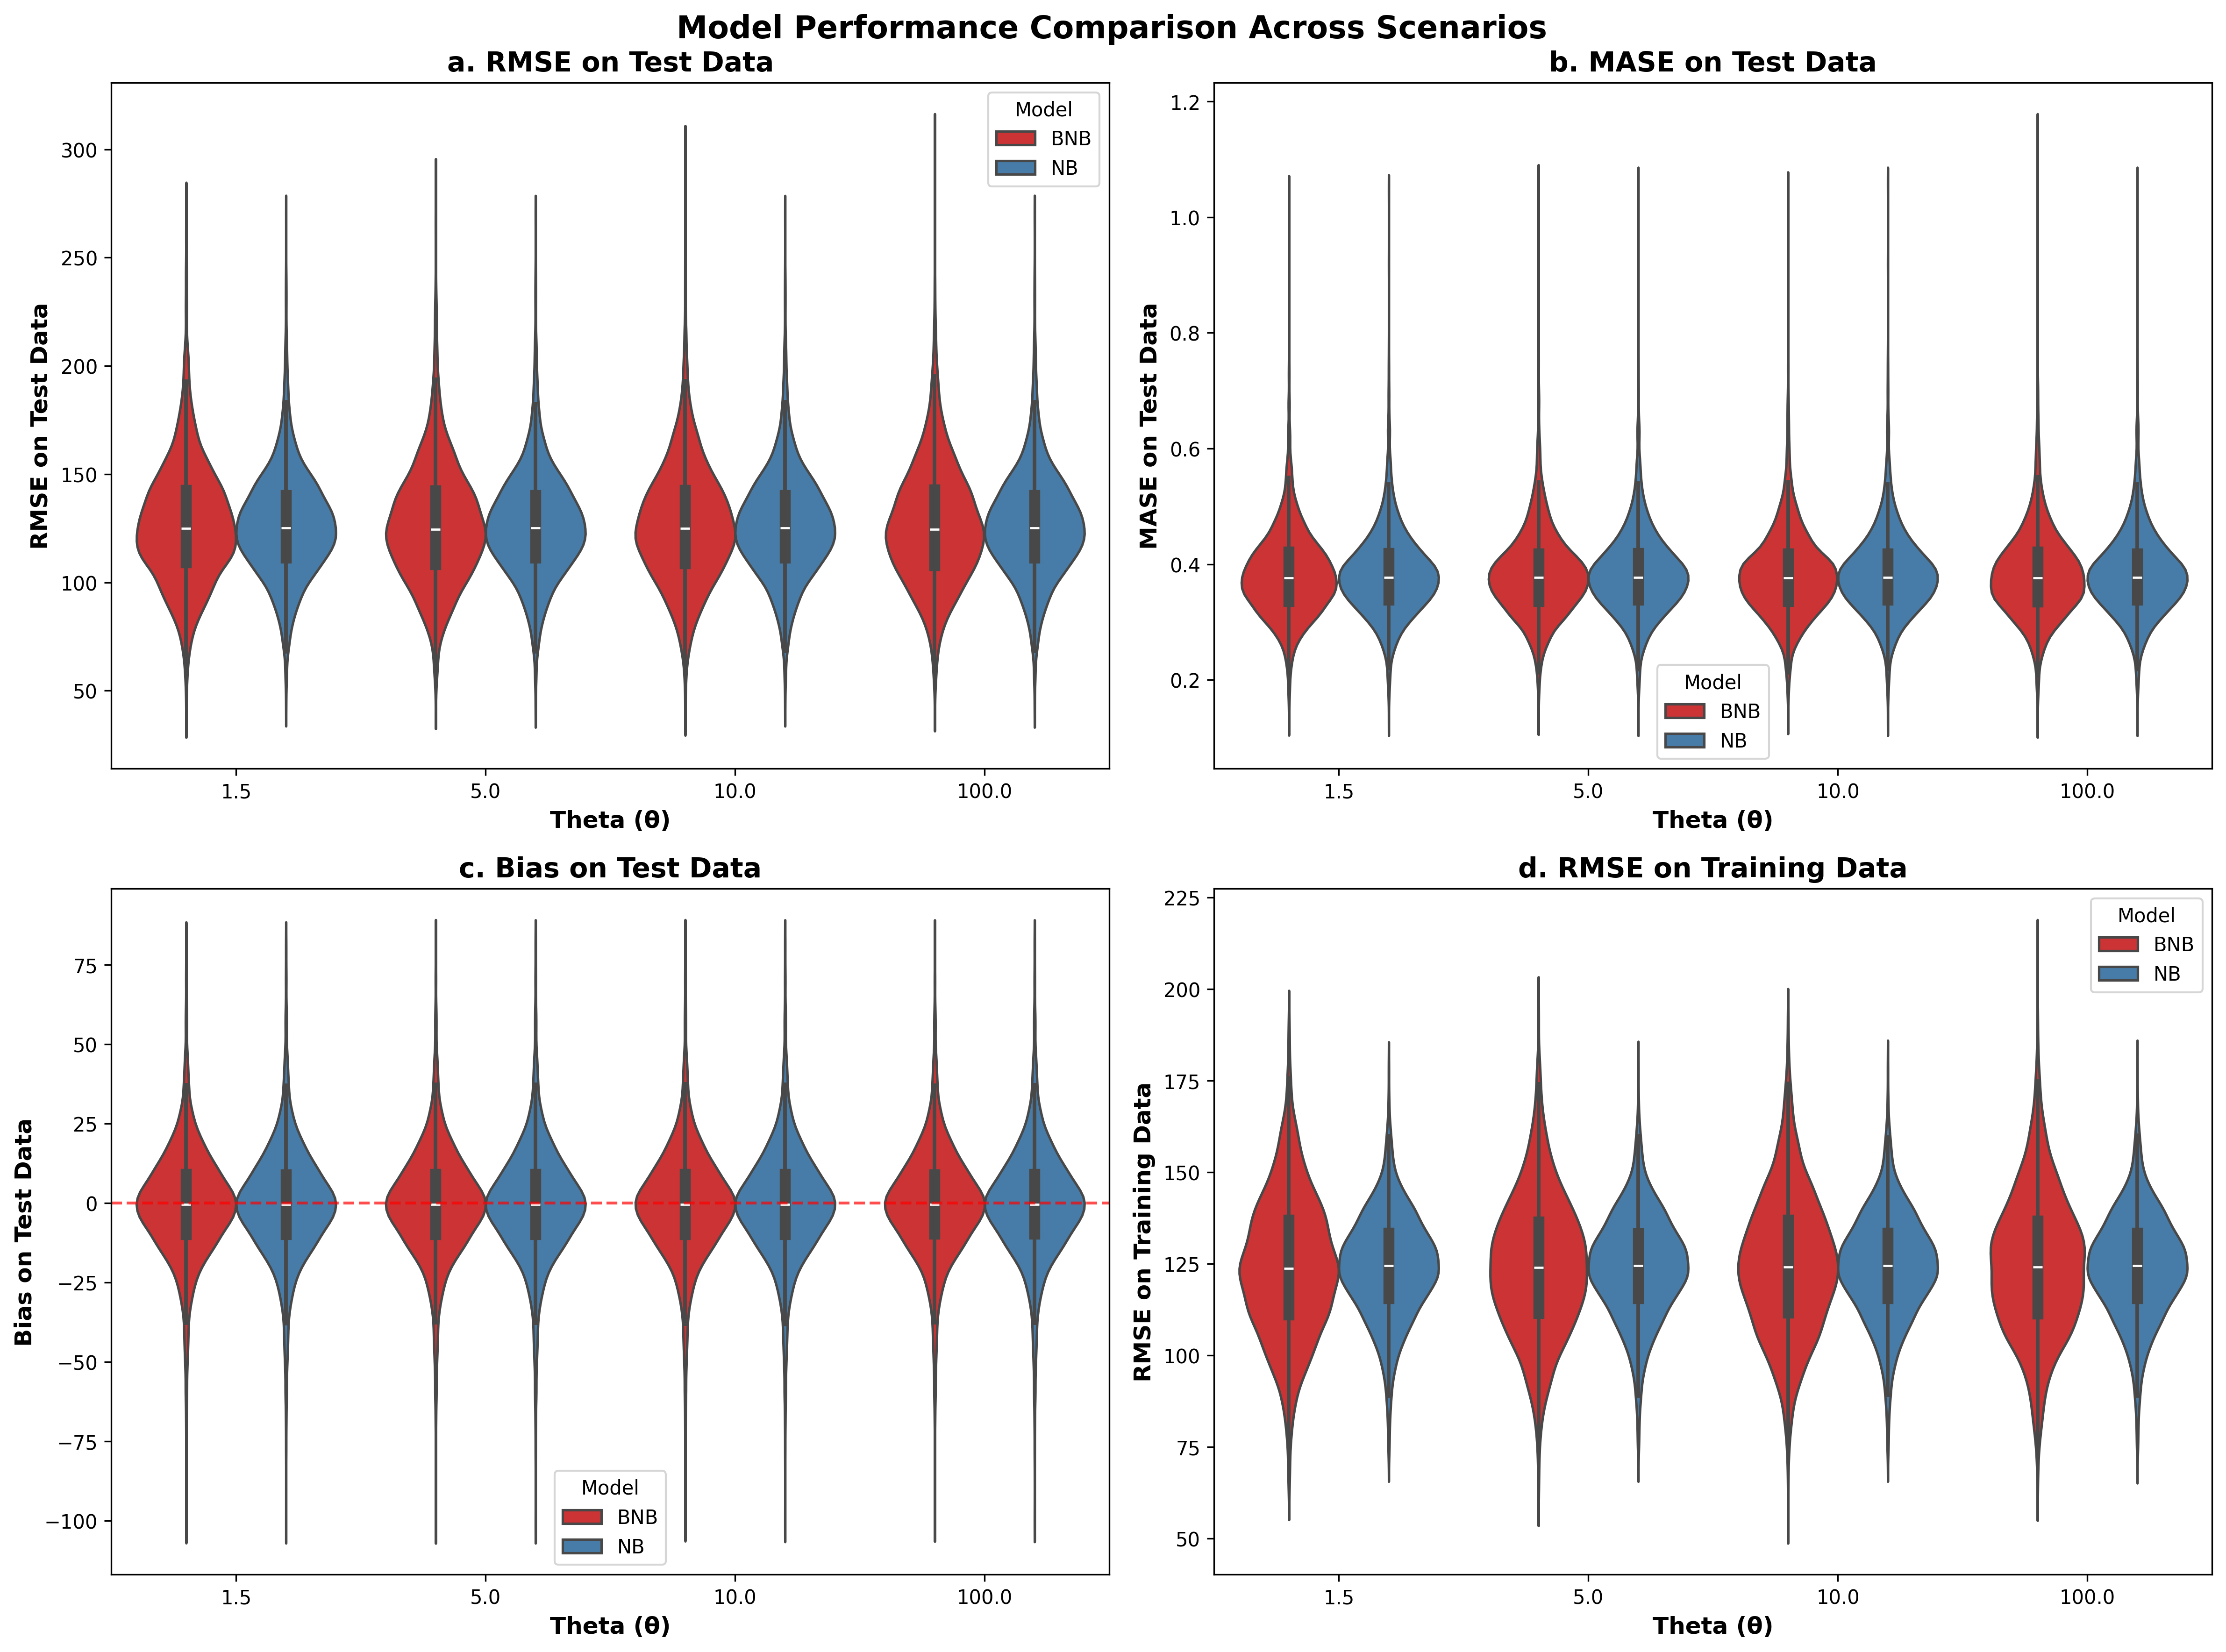 Model Performance Comparison Across Scenarios
a. RMSE on Test Data
RMSE on Test Data
300
250
200
150
100
50
Model
BNB
NB
1.5 5.0 10.0 100.0
Theta (θ)
b. MASE on Test Data
MASE on Test Data
1.2
1.0
0.8
0.6
0.4
0.2
Model
BNB
NB
1.5 5.0 10.0 100.0
Theta (θ)
c. Bias on Test Data
Bias on Test Data
75
50
25
0
−25
−50
−75
−100
Model
BNB
NB
1.5 5.0 10.0 100.0
Theta (θ)
d. RMSE on Training Data
RMSE on Training Data
225
200
175
150
125
100
75
50
Model
BNB
NB
1.5 5.0 10.0 100.0
Theta (θ)